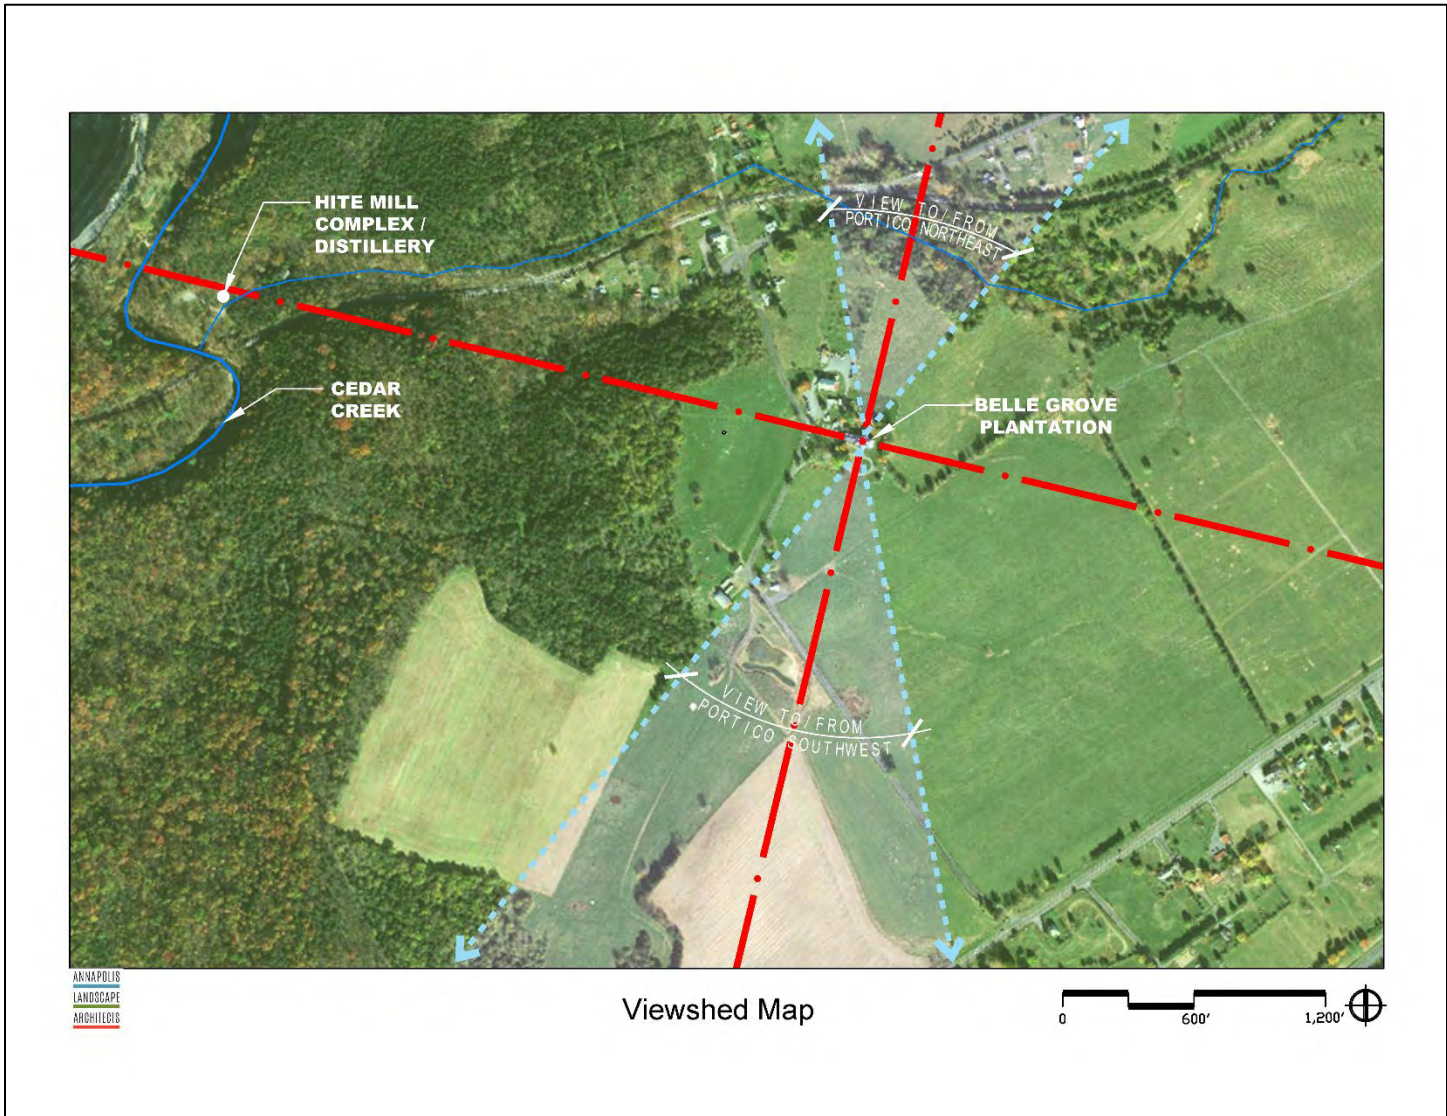 HITE MILL
COMPLEX /
DISTILLERY
VIEW TO/FROM
PORTICO NORTHEAST
CEDAR
CREEK
BELLE GROVE
PLANTATION
VIEW TO/FROM
PORTICO SOUTHWEST
ANNAPOLIS
LANDSCAPE
ARCHITECTS
Viewshed Map
0 600' 1,200'